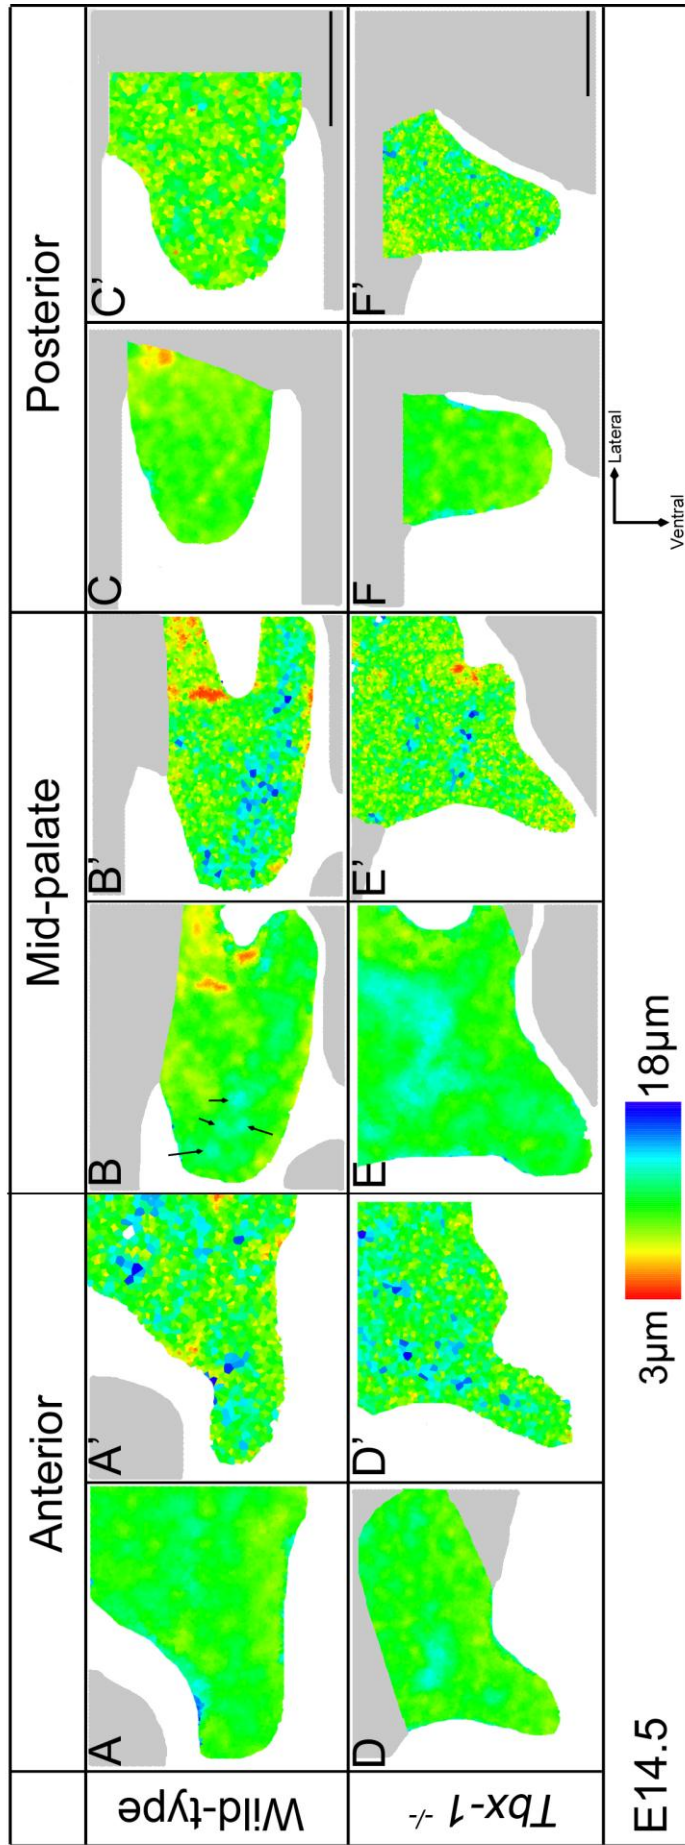 Anterior Mid-palate Posterior
Wild-type
A A' B B' C C'
Tbx-1 -/-
D D' E E' F F'
E14.5
3µm 18µm
Lateral
Ventral